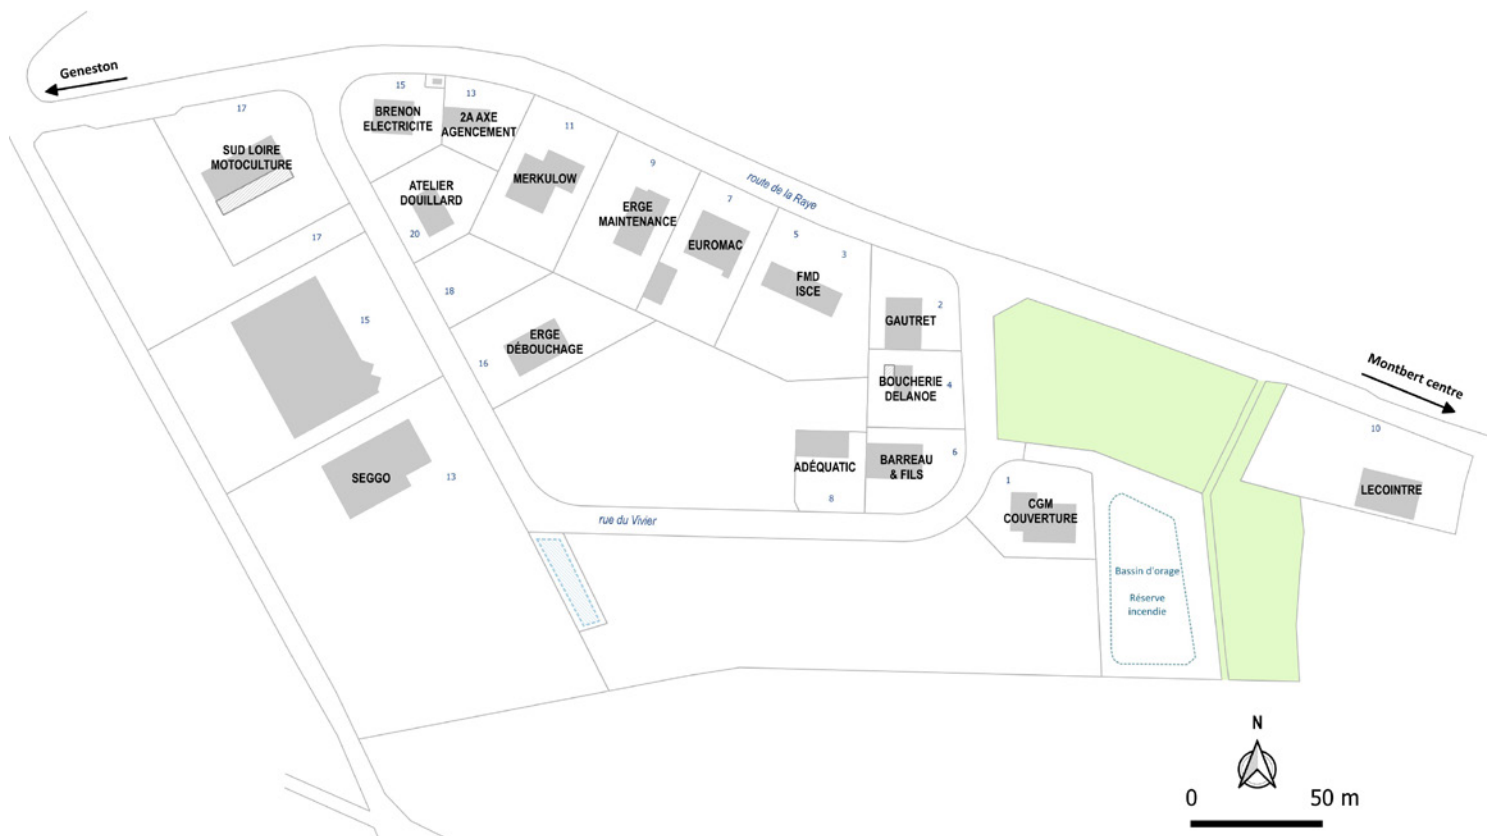 Geneston
17
SUD LOIRE
MOTOCULTURE
15
BRENON
ELECTRICITE
13
2A AXE
AGENCEMENT
11
MERKULOW
9
ERGE
MAINTENANCE
route de la Raye
7
EUROMAC
5
3
FMD
ISCE
ATELIER
DOUILLARD
20
17
18
15
ERGE
DÉBOUCHAGE
16
2
GAUTRET
BOUCHERIE
DELANOE
4
Montbert centre
10
LECOINTRE
SEGGO
13
ADÉQUATIC
8
BARREAU
& FILS
6
1
CGM
COUVERTURE
rue du Vivier
Bassin d'orage
Réserve
incendie
N
0
50 m